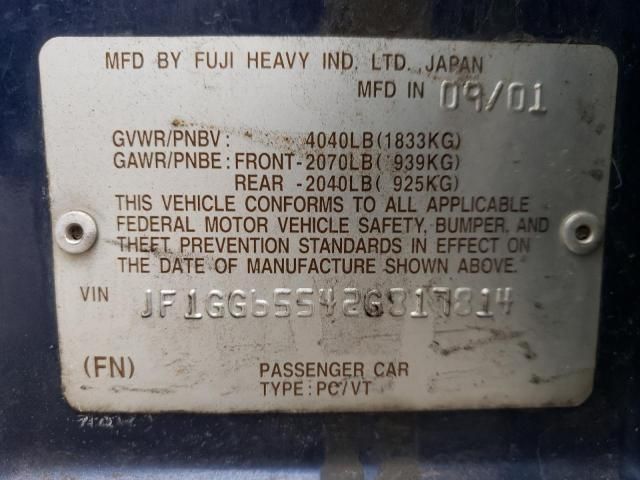 MFD BY FUJI HEAVY IND. LTD. JAPAN
MFD IN 09/01
GVWR/PNBV: 4040LB(1833KG)
GAWR/PNBE: FRONT-2070LB( 939KG)
REAR -2040LB( 925KG)
THIS VEHICLE CONFORMS TO ALL APPLICABLE
FEDERAL MOTOR VEHICLE SAFETY, BUMPER, AND
THEFT PREVENTION STANDARDS IN EFFECT ON
THE DATE OF MANUFACTURE SHOWN ABOVE.
VIN JF1GG65542G817814
(FN) PASSENGER CAR
TYPE: PC/VT